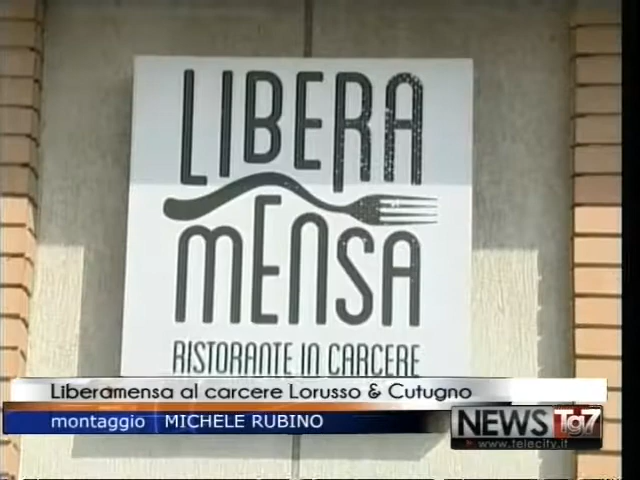 LIBERA
MENSA
RISTORANTE IN CARCERE
Liberamensa al carcere Lorusso & Cutugno
montaggio MICHELE RUBINO
NEWS Tg7
www.telecity.it